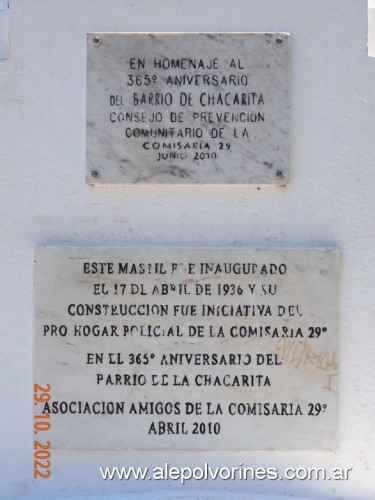 EN HOMENAJE AL
365º ANIVERSARIO
DEL BARRIO DE CHACARITA
CONSEJO DE PREVENCION
COMUNITARIO DE LA
COMISARIA 29
JUNIO 2010
ESTE MASTIL FUE INAUGURADO
EL 17 DE ABRIL DE 1936 Y SU
CONSTRUCCION FUE INICIATIVA DEL
PRO HOGAR POLICIAL DE LA COMISARIA 29º
EN EL 365º ANIVERSARIO DEL
BARRIO DE LA CHACARITA
ASOCIACION AMIGOS DE LA COMISARIA 29º
ABRIL 2010
29.10.2022
www.alepolvorines.com.ar